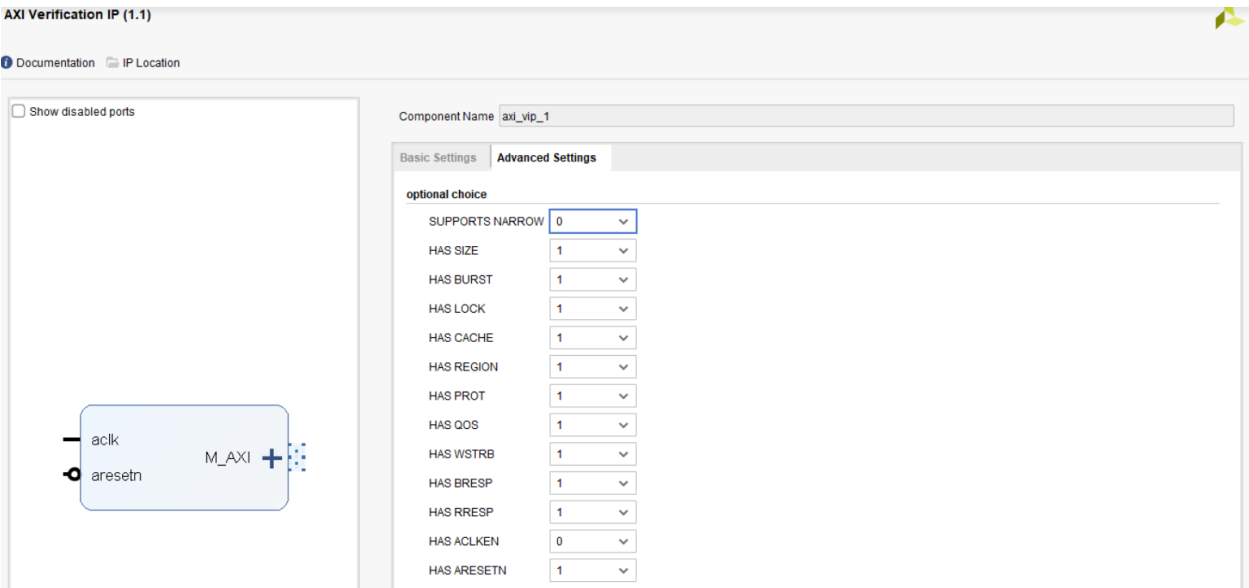 AXI Verification IP (1.1)
Documentation IP Location
Show disabled ports
aclk
aresetn
M_AXI
Component Name axi_vip_1
Basic Settings Advanced Settings
optional choice
SUPPORTS NARROW 0
HAS SIZE 1
HAS BURST 1
HAS LOCK 1
HAS CACHE 1
HAS REGION 1
HAS PROT 1
HAS QOS 1
HAS WSTRB 1
HAS BRESP 1
HAS RRESP 1
HAS ACLKEN 0
HAS ARESETN 1